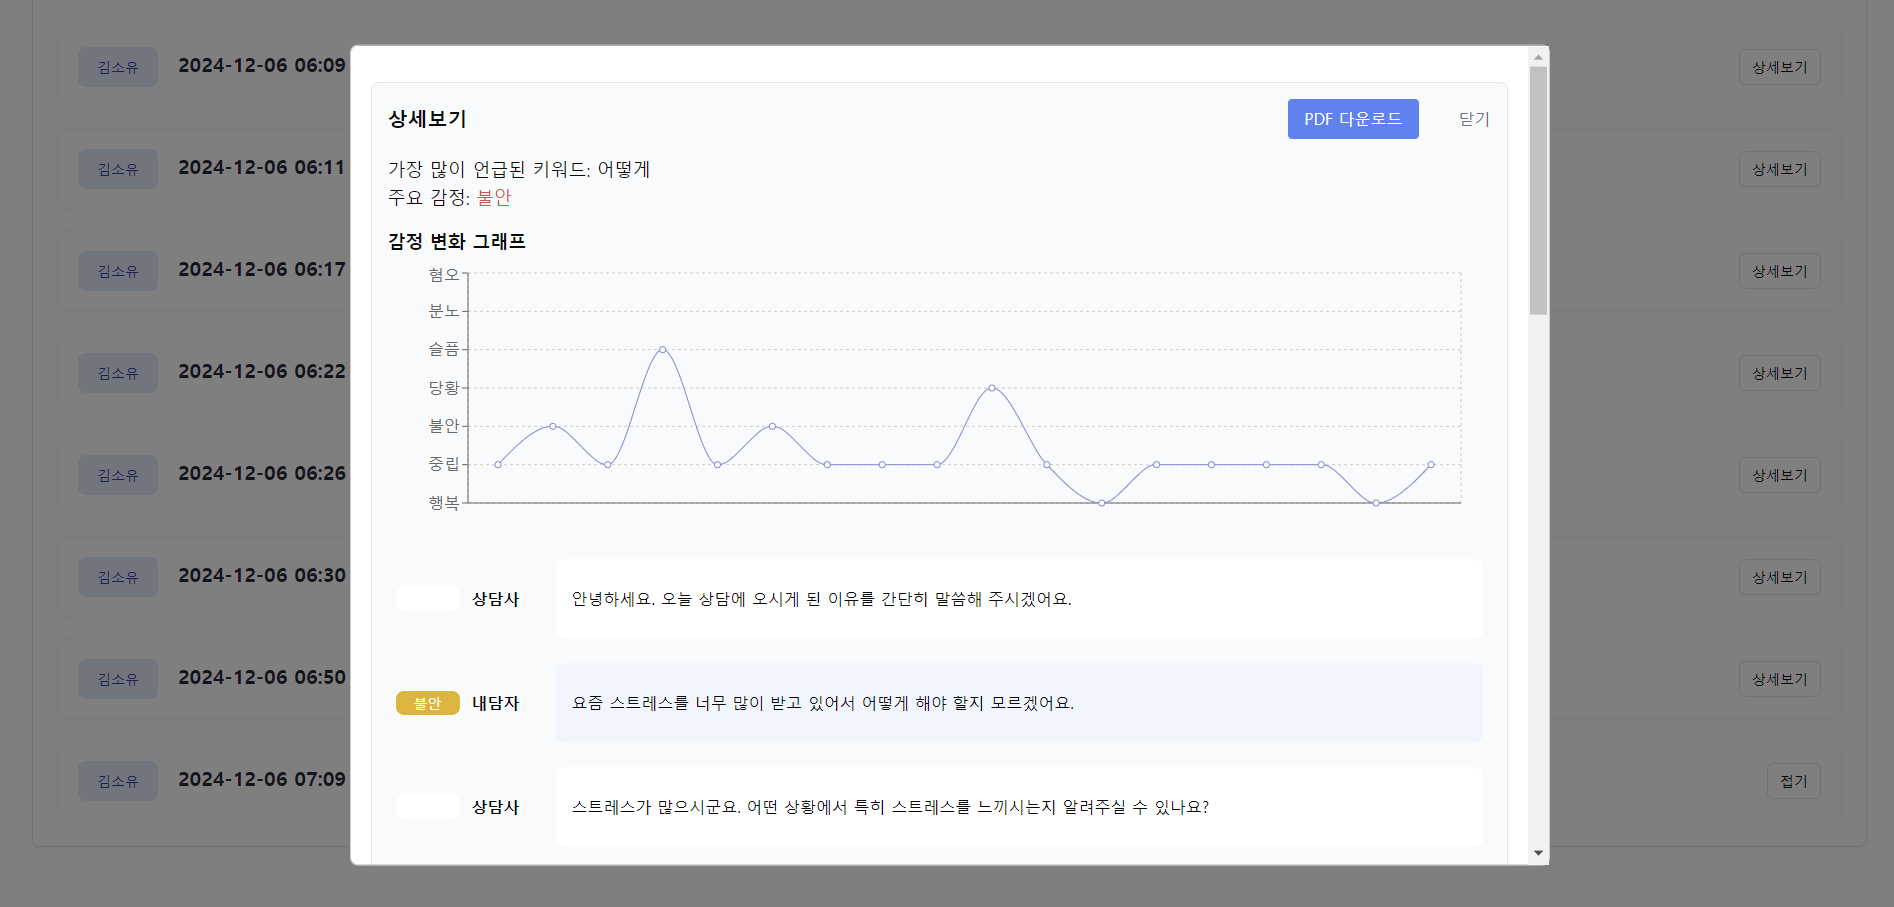 김소유 2024-12-06 06:09 상세보기
김소유 2024-12-06 06:11 상세보기
김소유 2024-12-06 06:17 상세보기
김소유 2024-12-06 06:22 상세보기
김소유 2024-12-06 06:26 상세보기
김소유 2024-12-06 06:30 상세보기
김소유 2024-12-06 06:50 상세보기
김소유 2024-12-06 07:09 접기
상세보기 PDF 다운로드 닫기
가장 많이 언급된 키워드: 어떻게
주요 감정: 불안
감정 변화 그래프
혐오
분노
슬픔
당황
불안
중립
행복
상담사 안녕하세요. 오늘 상담에 오시게 된 이유를 간단히 말씀해 주시겠어요.
불안 내담자 요즘 스트레스를 너무 많이 받고 있어서 어떻게 해야 할지 모르겠어요.
상담사 스트레스가 많으시군요. 어떤 상황에서 특히 스트레스를 느끼시는지 알려주실 수 있나요?